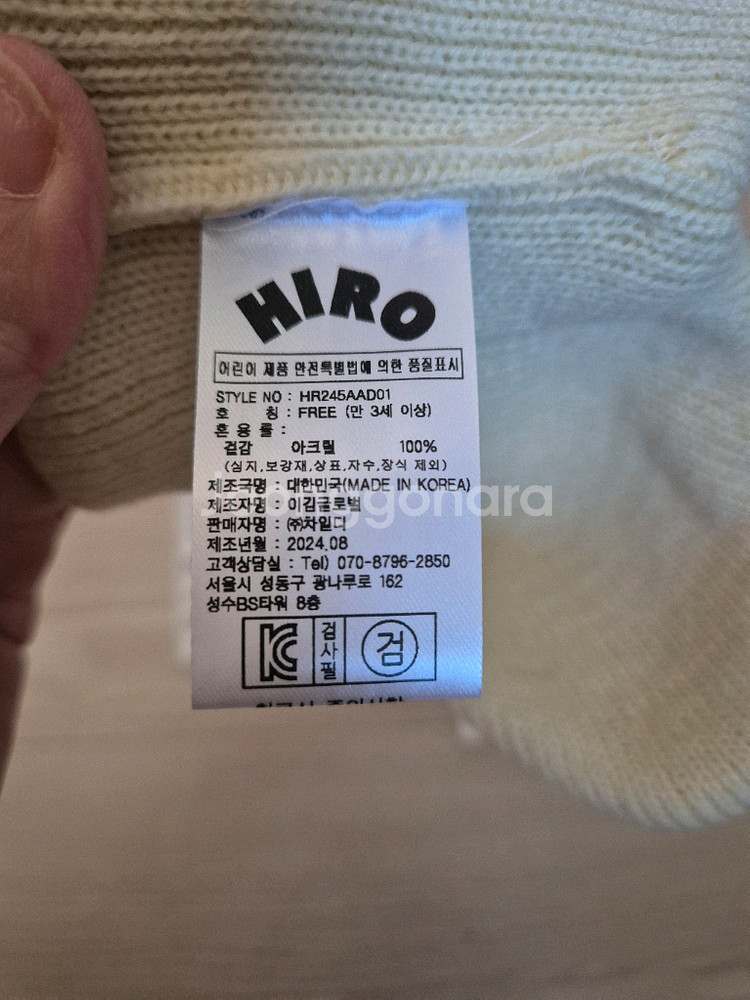 HIRO
어린이 제품 안전특별법에 의한 품질표시
STYLE NO : HR245AAD01
호 칭 : FREE (만 3세 이상)
혼 용 률 :
겉감 아크릴 100%
(심지,보강재,상표,자수,장식 제외)
제조국명 : 대한민국(MADE IN KOREA)
제조자명 : 이김글로벌
판매자명 : ㈜차일디
제조년월 : 2024.08
고객상담실 : Tel) 070-8796-2850
서울시 성동구 광나루로 162
성수BS타워 8층
KC 검사필 검
joonggonara